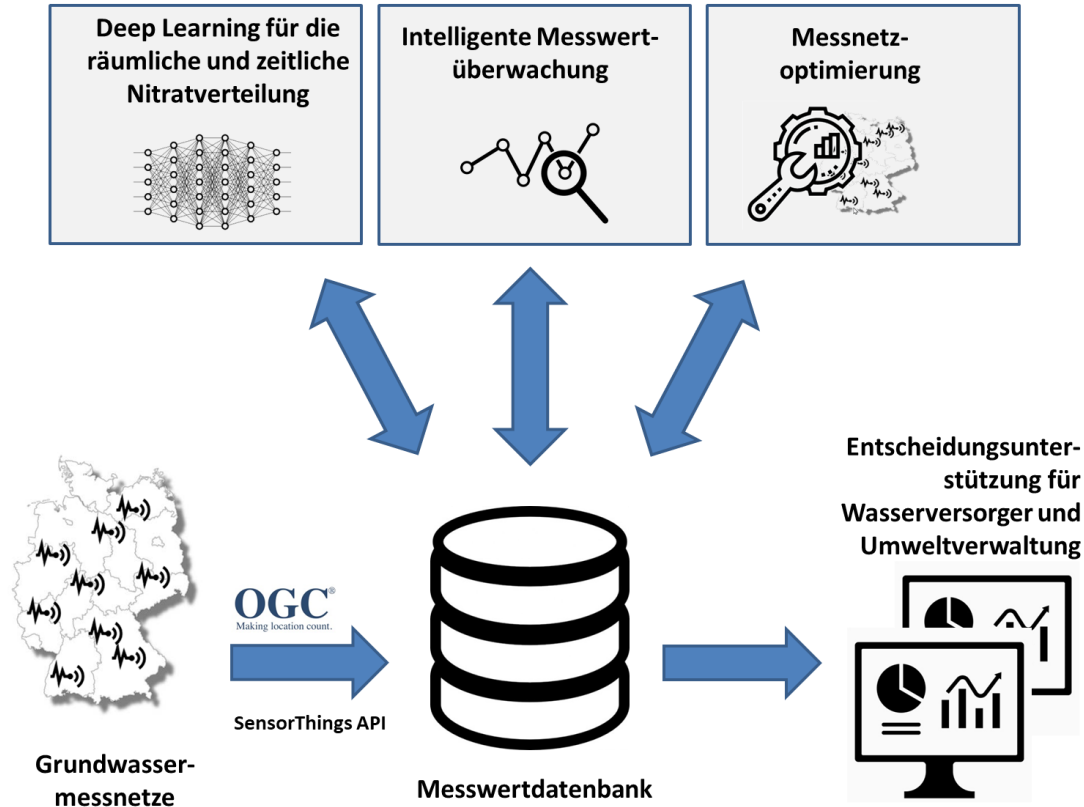 Deep Learning für die
räumliche und zeitliche
Nitratverteilung
Intelligente Messwert-
überwachung
Messnetz-
optimierung
Entscheidungsunter-
stützung für
Wasserversorger und
Umweltverwaltung
OGC®
Making location count.
SensorThings API
Grundwasser-
messnetze
Messwertdatenbank